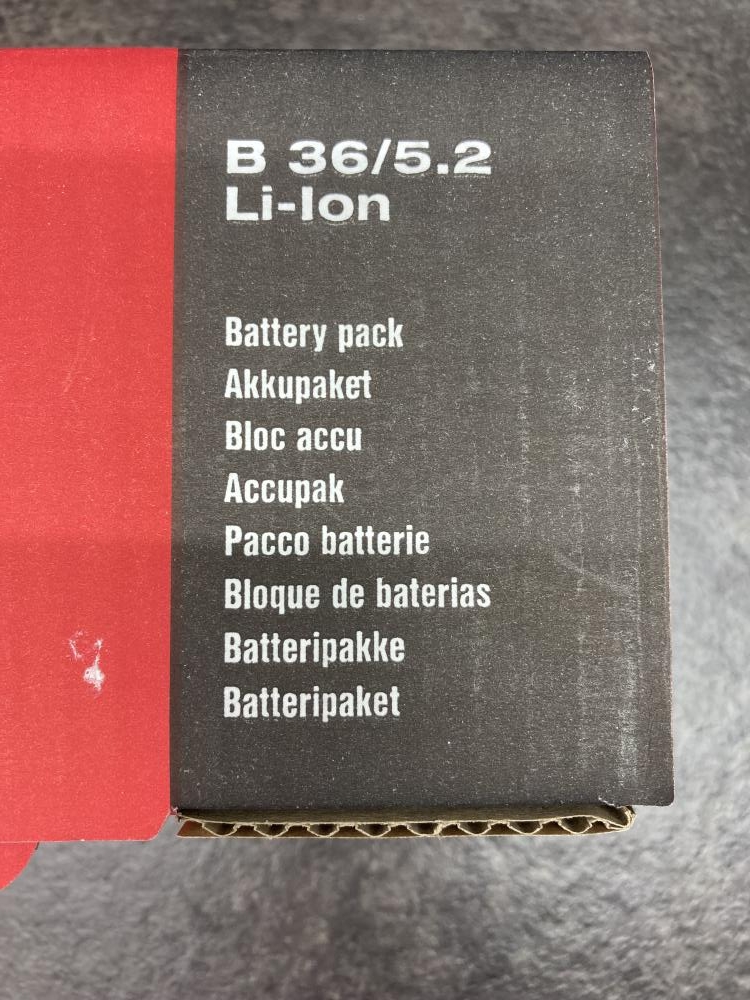 B 36/5.2
Li-Ion
Battery pack
Akkupaket
Bloc accu
Accupak
Pacco batterie
Bloque de baterias
Batteripakke
Batteripaket